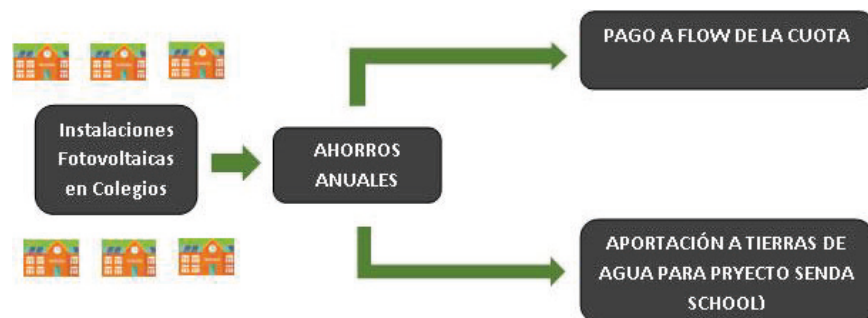 PAGO A FLOW DE LA CUOTA
Instalaciones
Fotovoltaicas
en Colegios
AHORROS
ANUALES
APORTACIÓN A TIERRAS DE
AGUA PARA PRYECTO SENDA
SCHOOL)